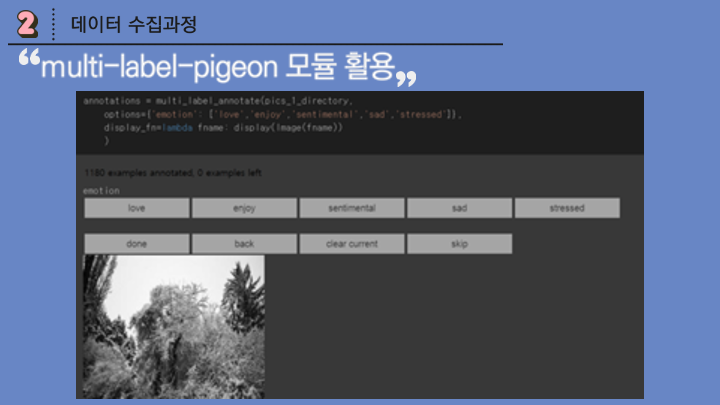 2 데이터 수집과정
“multi-label-pigeon 모듈 활용”
annotations = multi_label_annotate(pics_1_directory,
options={'emotion': ['love','enjoy','sentimental','sad','stressed']},
display_fn=lambda fname: display(Image(fname))
)
1180 examples annotated, 0 examples left
emotion
love enjoy sentimental sad stressed
done back clear current skip